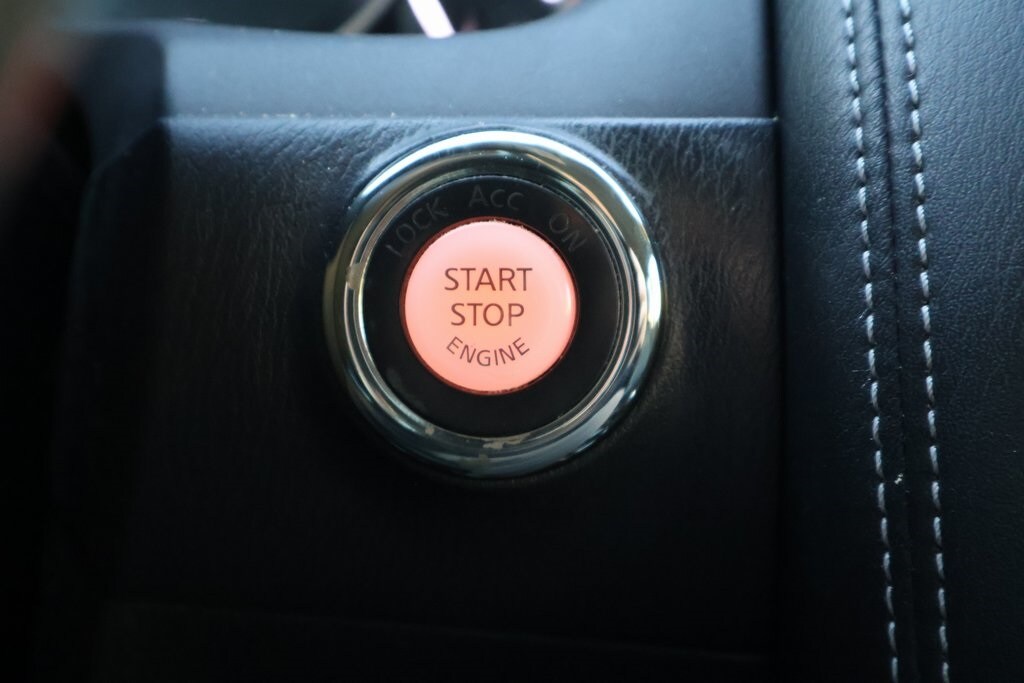 LOCK ACC ON
START
STOP
ENGINE